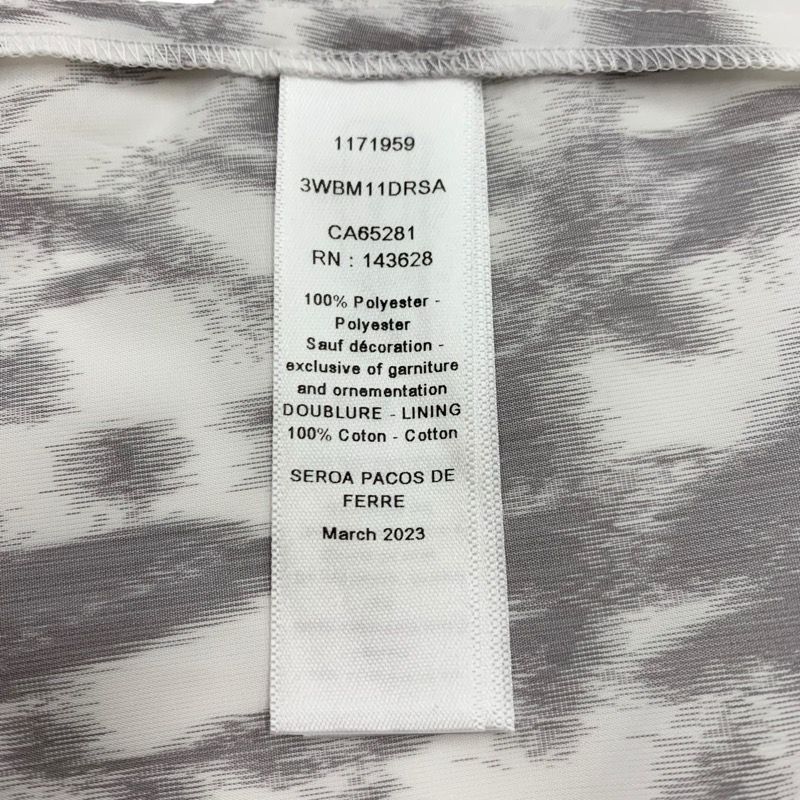 1171959
3WBM11DRSA
CA65281
RN : 143628
100% Polyester -
Polyester
Sauf décoration -
exclusive of garniture
and ornementation
DOUBLURE - LINING
100% Coton - Cotton
SEROA PACOS DE
FERRE
March 2023